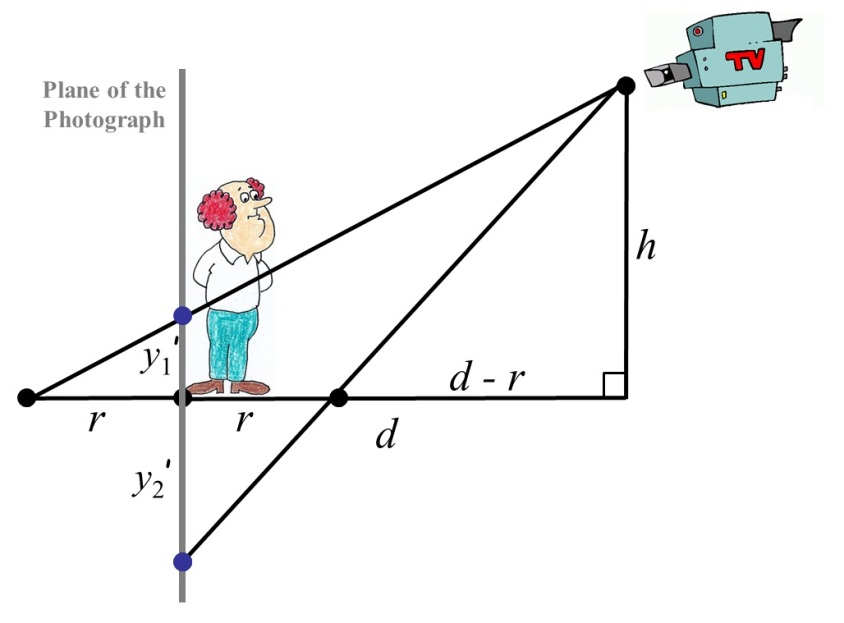 TV
Plane of the
Photograph
h
y₁'
d - r
r
r
d
y₂'